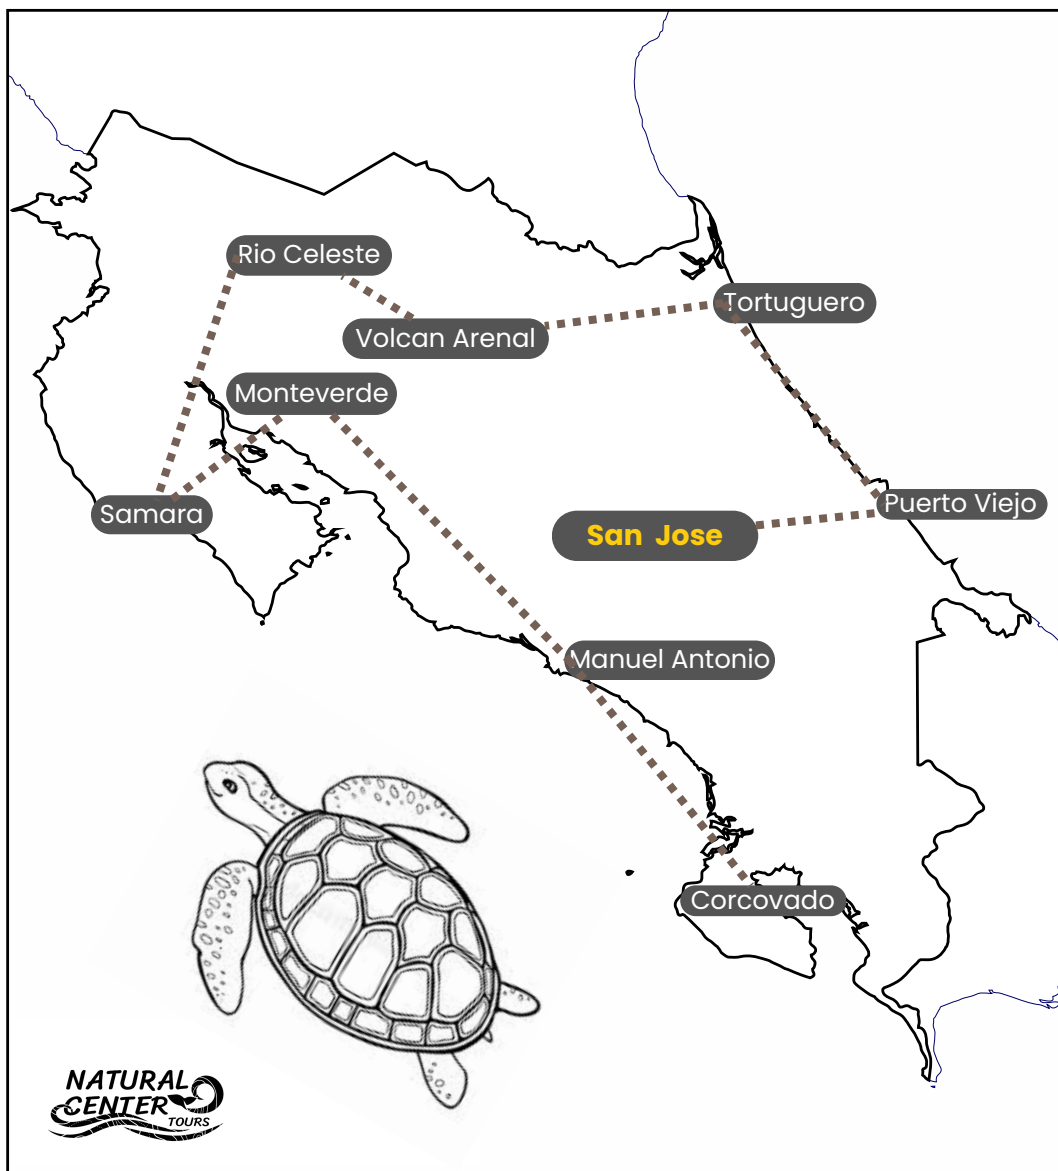 Rio Celeste
Tortuguero
Volcan Arenal
Monteverde
Puerto Viejo
Samara
San Jose
Manuel Antonio
Corcovado
NATURAL
CENTER
TOURS